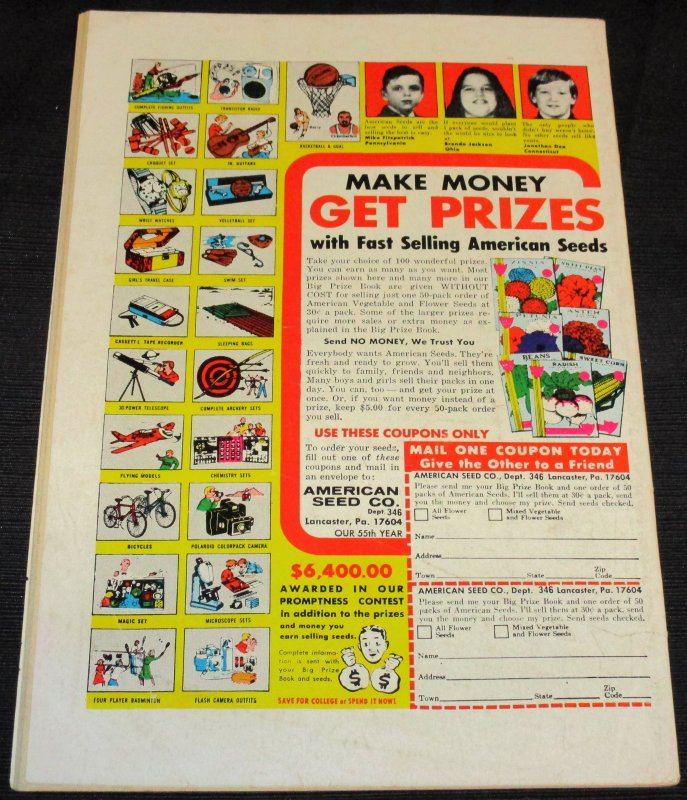 COMPLETE FISHING OUTFITS
TRANSISTOR RADIO
BASKETBALL & GOAL
CROQUET SET
WRIST WATCHES
VOLLEYBALL SET
GIRL'S TRAVEL CASE
SWIM SET
TAPE RECORDER
SLEEPING BAGS
30 POWER TELESCOPE
COMPLETE ARCHERY SETS
FLYING MODELS
CHEMISTRY SETS
BICYCLES
POLAROID COLORPACK CAMERA
MAGIC SET
MICROSCOPE SETS
FOUR PLAYER BADMINTON
FLASH CAMERA OUTFITS
American Seeds are the
best seeds to sell and
selling the best is easy.
Mike Fitzpatrick
Pennsylvania
If everyone would plant
1 pack of seeds, wouldn't
the world be nice to look
Brenda Jackson
Ohio
The only people who
didn't buy weren't home.
No other seeds sell like
yours.
Jonathan Dee
Connecticut
MAKE MONEY
GET PRIZES
with Fast Selling American Seeds
Take your choice of 100 wonderful prizes.
You can earn as many as you want. Most
prizes shown here and many more in our
Big Prize Book are given WITHOUT
COST for selling just one 50-pack order of
American Vegetable and Flower Seeds at
30¢ a pack. Some of the larger prizes re-
quire more sales or extra money as ex-
plained in the Big Prize Book.
Send NO MONEY, We Trust You
Everybody wants American Seeds. They're
fresh and ready to grow. You'll sell them
quickly to family, friends and neighbors.
Many boys and girls sell their packs in one
day. You can, too — and get your prize at
once. Or, if you want money instead of a
prize, keep $5.00 for every 50-pack order
you sell.
ZINNIA
SWEET PEAS
PETUNIA
ASTER
BEANS
RADISH
SWEET CORN
USE THESE COUPONS ONLY
To order your seeds,
fill out one of these
coupons and mail in
an envelope to:
AMERICAN
SEED CO.
Dept 346
Lancaster, Pa. 17604
OUR 55th YEAR
$6,400.00
AWARDED IN OUR
PROMPTNESS CONTEST
in addition to the prizes
and money you
earn selling seeds.
Complete informa-
tion is sent with
your Big Prize
Book and seeds.
$ $
SAVE FOR COLLEGE or SPEND IT NOW!
MAIL ONE COUPON TODAY
Give the Other to a Friend
AMERICAN SEED CO., Dept. 346 Lancaster, Pa. 17604
Please send me your Big Prize Book and one order of 50
packs of American Seeds. I'll sell them at 30¢ a pack, send
you the money and choose my prize. Send seeds checked.
All Flower
Seeds
Mixed Vegetable
and Flower Seeds
Name
Address
Town State Zip
Code
AMERICAN SEED CO., Dept. 346 Lancaster, Pa. 17604
Please send me your Big Prize Book and one order of 50
packs of American Seeds. I'll sell them at 30¢ a pack, send
you the money and choose my prize. Send seeds checked.
All Flower
Seeds
Mixed Vegetable
and Flower Seeds
Name
Address
Town State Zip
Code